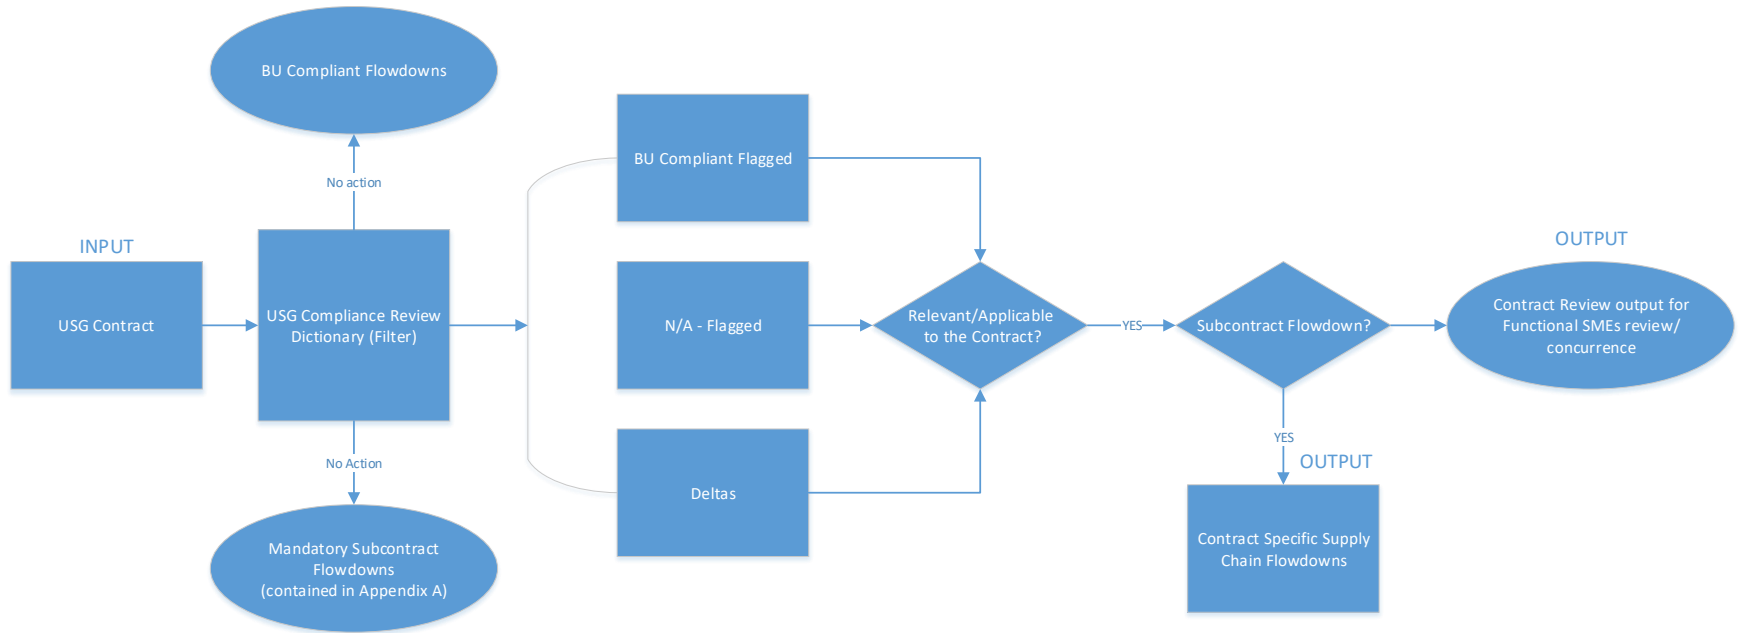 BU Compliant Flowdowns
No action
INPUT
USG Contract
USG Compliance Review
Dictionary (Filter)
No Action
Mandatory Subcontract
Flowdowns
(contained in Appendix A)
BU Compliant Flagged
N/A - Flagged
Deltas
Relevant/Applicable
to the Contract?
YES
Subcontract Flowdown?
YES
OUTPUT
Contract Specific Supply
Chain Flowdowns
OUTPUT
Contract Review output for
Functional SMEs review/
concurrence